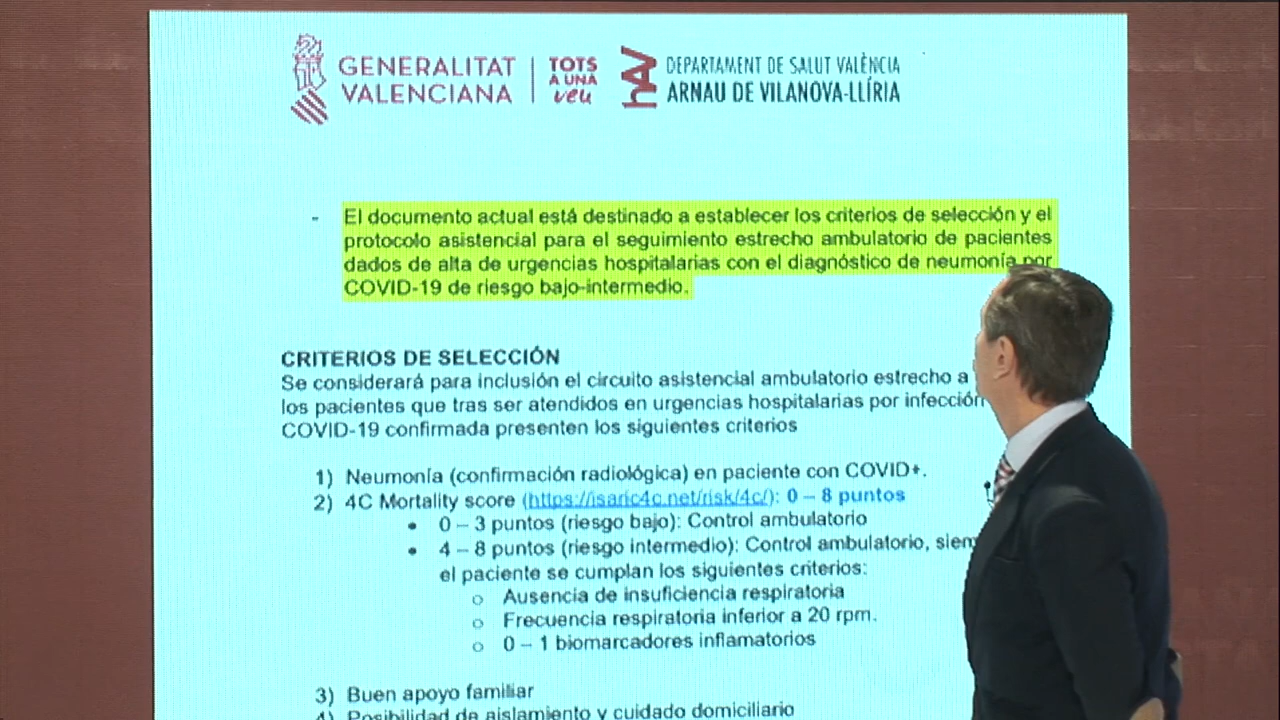 GENERALITAT
VALENCIANA
TOTS
A UNA
veu
DEPARTAMENT DE SALUT VALÈNCIA
ARNAU DE VILANOVA-LLÍRIA
- El documento actual está destinado a establecer los criterios de selección y el
protocolo asistencial para el seguimiento estrecho ambulatorio de pacientes
dados de alta de urgencias hospitalarias con el diagnóstico de neumonía por
COVID-19 de riesgo bajo-intermedio.
CRITERIOS DE SELECCIÓN
Se considerará para inclusión el circuito asistencial ambulatorio estrecho a
los pacientes que tras ser atendidos en urgencias hospitalarias por infección
COVID-19 confirmada presenten los siguientes criterios
1) Neumonía (confirmación radiológica) en paciente con COVID+.
2) 4C Mortality score (https://isaric4c.net/risk/4c/): 0 – 8 puntos
• 0 – 3 puntos (riesgo bajo): Control ambulatorio
• 4 – 8 puntos (riesgo intermedio): Control ambulatorio,
el paciente se cumplan los siguientes criterios:
o Ausencia de insuficiencia respiratoria
o Frecuencia respiratoria inferior a 20 rpm.
o 0 – 1 biomarcadores inflamatorios
3) Buen apoyo familiar
4) Posibilidad de aislamiento y cuidado domiciliario